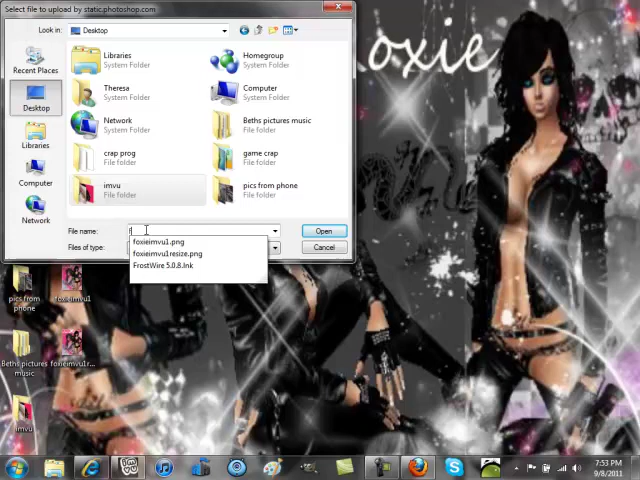 Select file to upload by static.photoshop.com
Look in:
Desktop
Recent Places
Desktop
Libraries
Computer
Network
Libraries
System Folder
Homegroup
System Folder
Theresa
System Folder
Computer
System Folder
Network
System Folder
Beths pictures music
File folder
crap prog
File folder
game crap
File folder
imvu
File folder
pics from phone
File folder
File name:
f
Open
Files of type:
Cancel
foxieimvu1.png
foxieimvu1resize.png
FrostWire 5.0.8.lnk
oxie
pics from
phone
foxieimvu1
Beths pictures
music
foxieimvu1r...
imvu
7:53 PM
9/8/2011